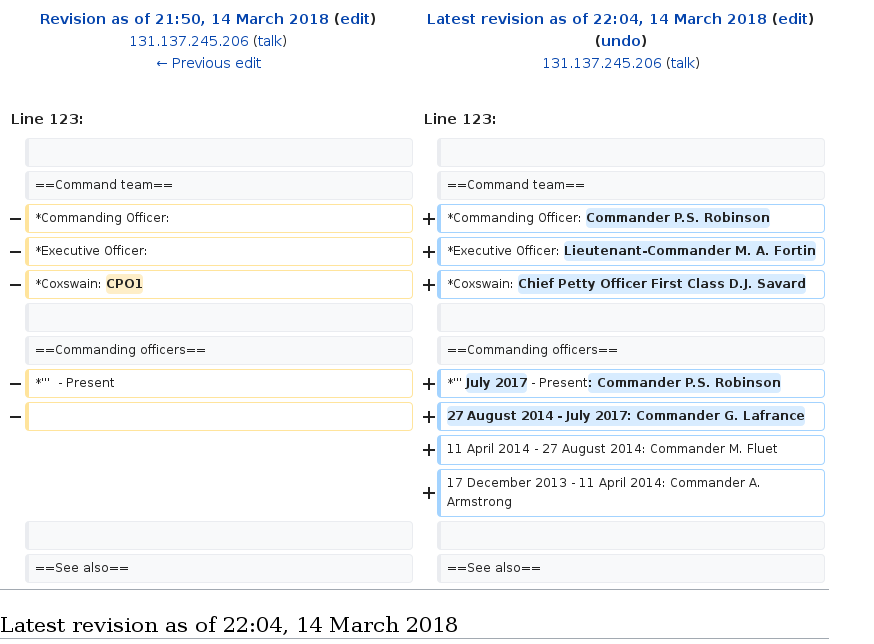 Revision as of 21:50, 14 March 2018 (edit)
131.137.245.206 (talk)
← Previous edit
Latest revision as of 22:04, 14 March 2018 (edit)
(undo)
131.137.245.206 (talk)
Line 123:
Line 123:
==Command team==
==Command team==
− *Commanding Officer:
+ *Commanding Officer: Commander P.S. Robinson
− *Executive Officer:
+ *Executive Officer: Lieutenant-Commander M. A. Fortin
− *Coxswain: CPO1
+ *Coxswain: Chief Petty Officer First Class D.J. Savard
==Commanding officers==
==Commanding officers==
− *''' - Present
+ *''' July 2017 - Present: Commander P.S. Robinson
−
+ 27 August 2014 - July 2017: Commander G. Lafrance
+ 11 April 2014 - 27 August 2014: Commander M. Fluet
+ 17 December 2013 - 11 April 2014: Commander A.
Armstrong
==See also==
==See also==
Latest revision as of 22:04, 14 March 2018